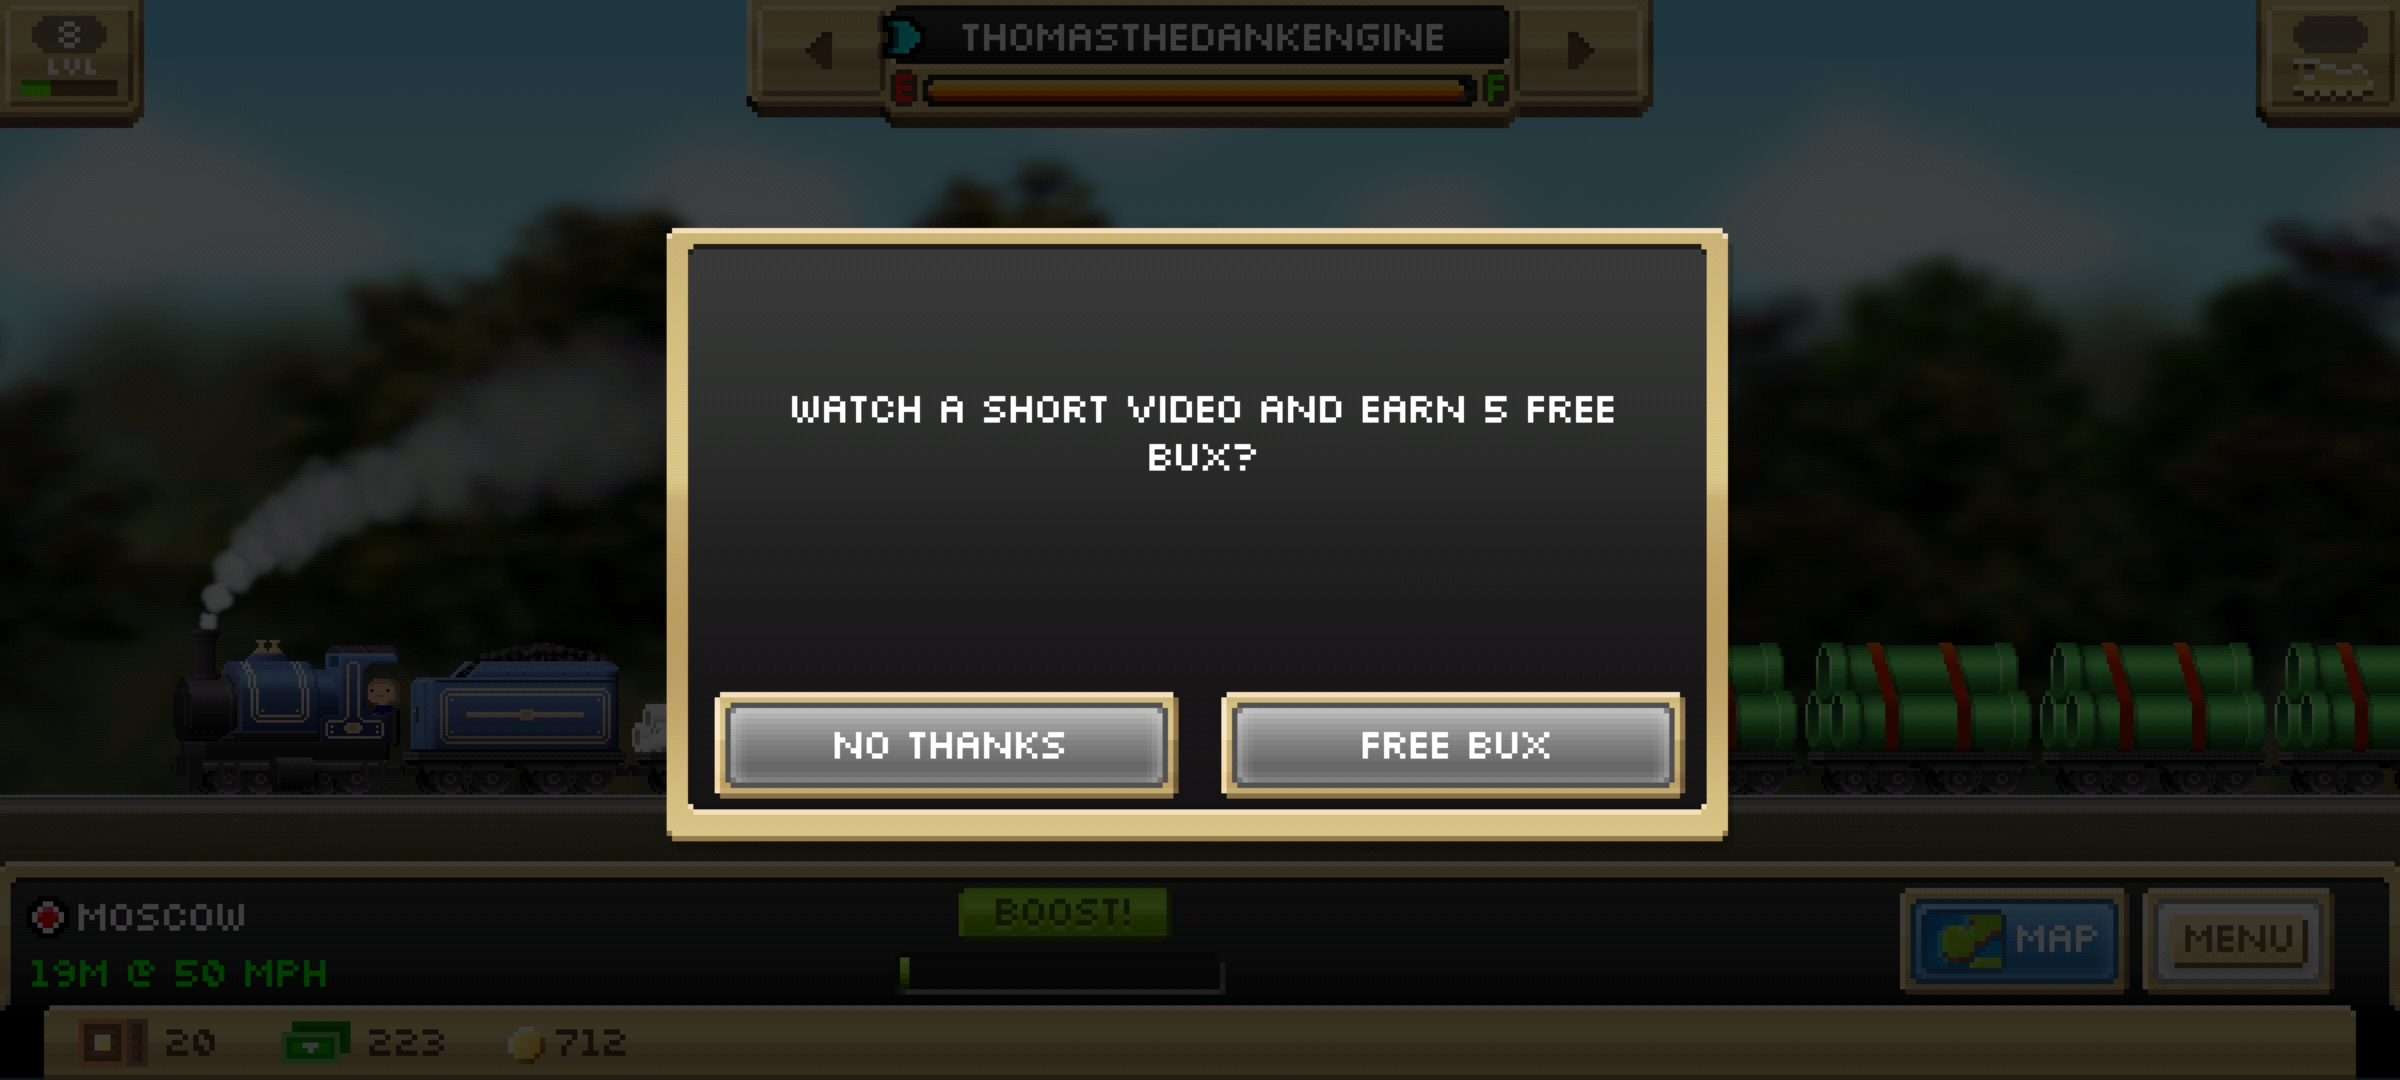 8
LVL
THOMASTHEDANKENGINE
E F
WATCH A SHORT VIDEO AND EARN 5 FREE
BUX?
NO THANKS
FREE BUX
MOSCOW
19M @ 50 MPH
BOOST!
MAP
MENU
20
223
712